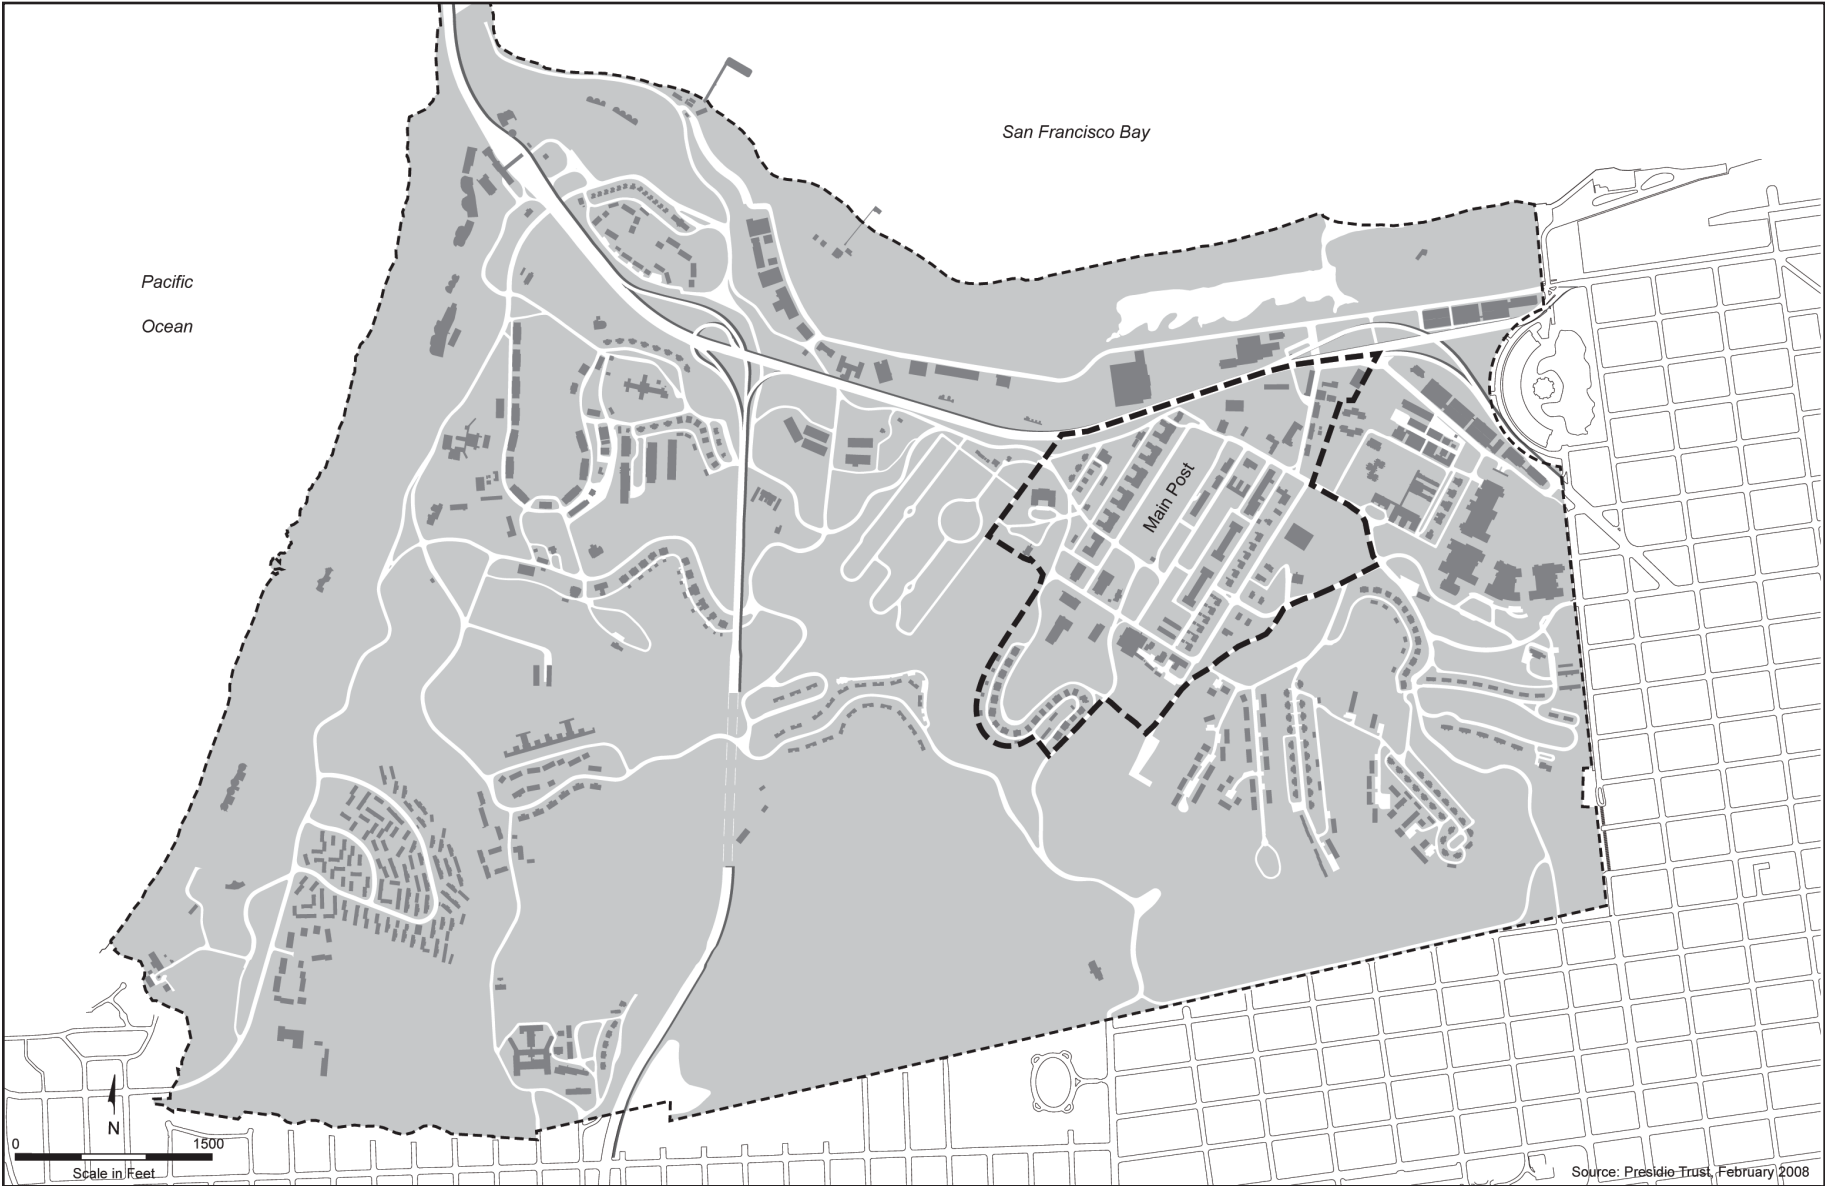 San Francisco Bay
Pacific
Ocean
Main Post
N
0 1500
Scale in Feet
Source: Presidio Trust, February 2008